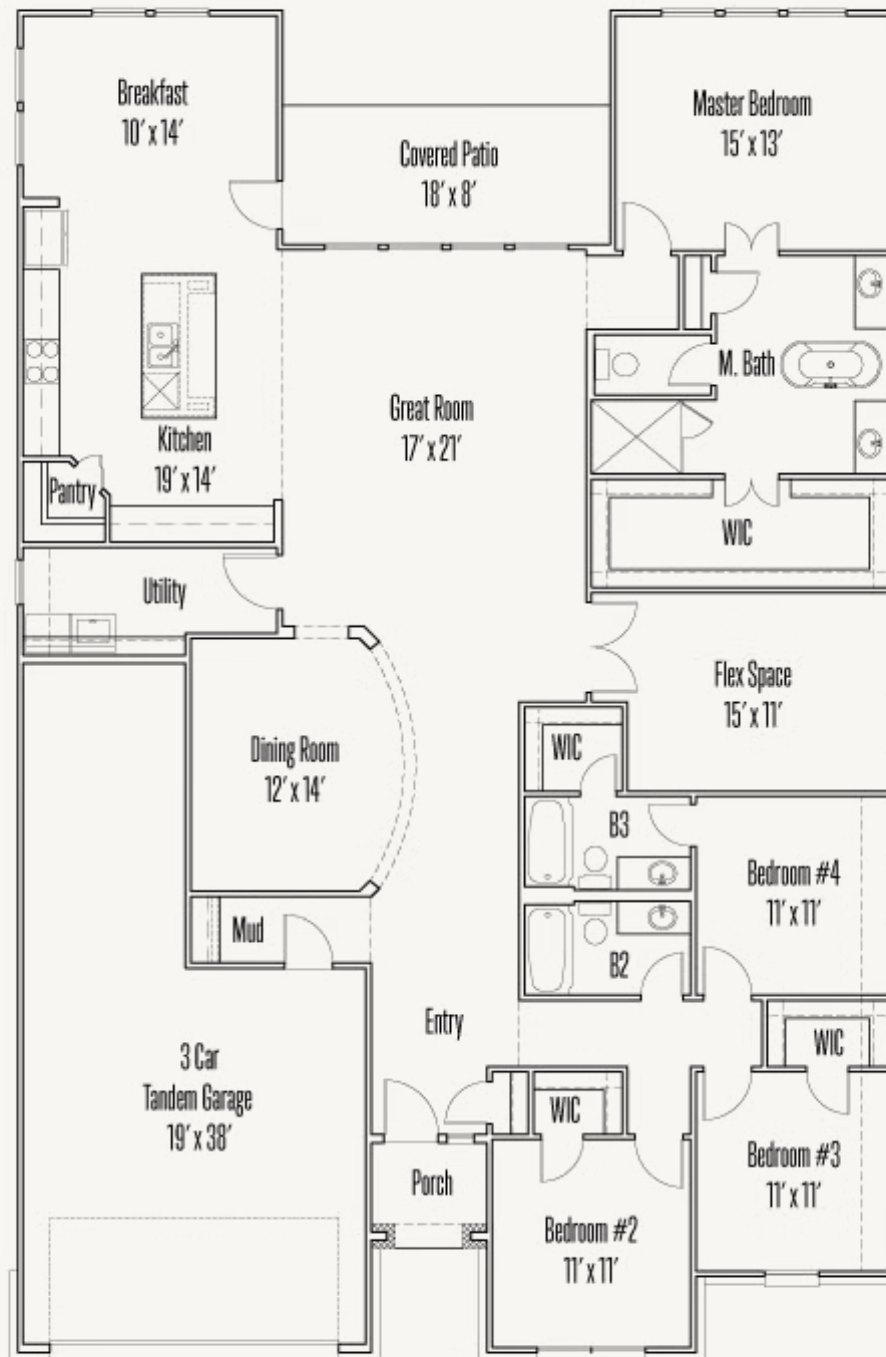 Breakfast
10' x 14'
Covered Patio
18' x 8'
Master Bedroom
15' x 13'
M. Bath
Great Room
17' x 21'
Kitchen
19' x 14'
Pantry
WIC
Utility
Flex Space
15' x 11'
Dining Room
12' x 14'
WIC
B3
Bedroom #4
11' x 11'
Mud
B2
Entry
3 Car
Tandem Garage
19' x 38'
WIC
WIC
Porch
Bedroom #3
11' x 11'
Bedroom #2
11' x 11'